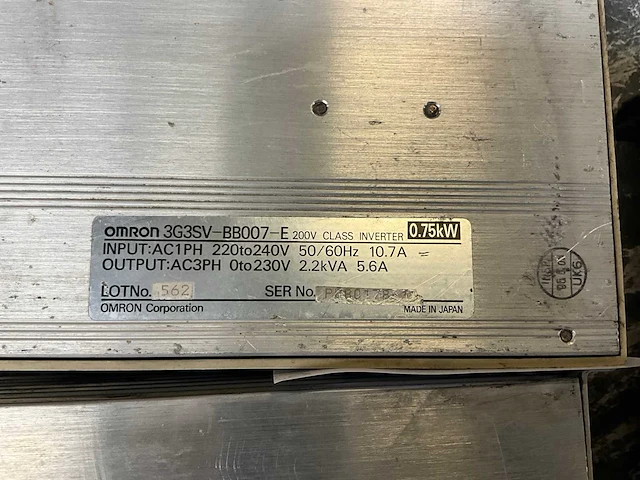 OMRON 3G3SV-BB007-E 200V CLASS INVERTER 0.75kW
INPUT:AC1PH 220to240V 50/60Hz 10.7A
OUTPUT:AC3PH 0to230V 2.2kVA 5.6A
LOTNo. 562 SER No.
OMRON Corporation MADE IN JAPAN
UK57